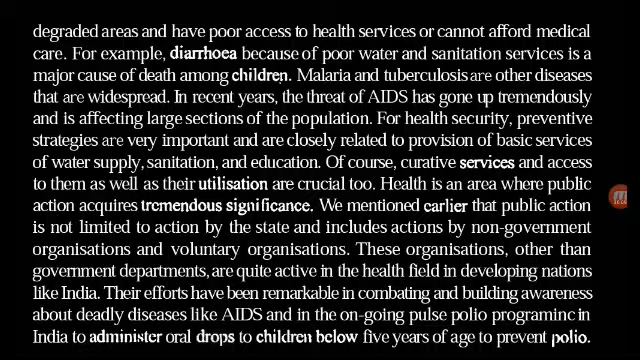 degraded areas and have poor access to health services or cannot afford medical
care. For example, diarrhoea because of poor water and sanitation services is a
major cause of death among children. Malaria and tuberculosis are other diseases
that are widespread. In recent years, the threat of AIDS has gone up tremendously
and is affecting large sections of the population. For health security, preventive
strategies are very important and are closely related to provision of basic services
of water supply, sanitation, and education. Of course, curative services and access
to them as well as their utilisation are crucial too. Health is an area where public
action acquires tremendous significance. We mentioned earlier that public action
is not limited to action by the state and includes actions by non-government
organisations and voluntary organisations. These organisations, other than
government departments, are quite active in the health field in developing nations
like India. Their efforts have been remarkable in combating and building awareness
about deadly diseases like AIDS and in the on-going pulse polio programinc in
India to administer oral drops to children below five years of age to prevent polio.